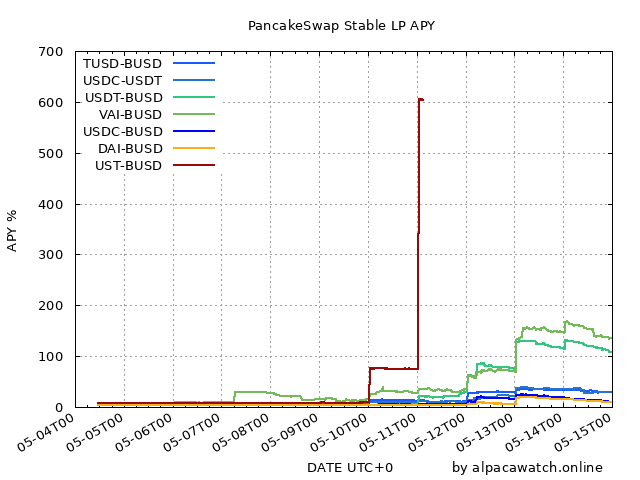 PancakeSwap Stable LP APY
700
600
500
400
300
200
100
0
APY %
TUSD-BUSD
USDC-USDT
USDT-BUSD
VAI-BUSD
USDC-BUSD
DAI-BUSD
UST-BUSD
05-04T00
05-05T00
05-06T00
05-07T00
05-08T00
05-09T00
05-10T00
05-11T00
05-12T00
05-13T00
05-14T00
05-15T00
DATE UTC+0
by alpacawatch.online